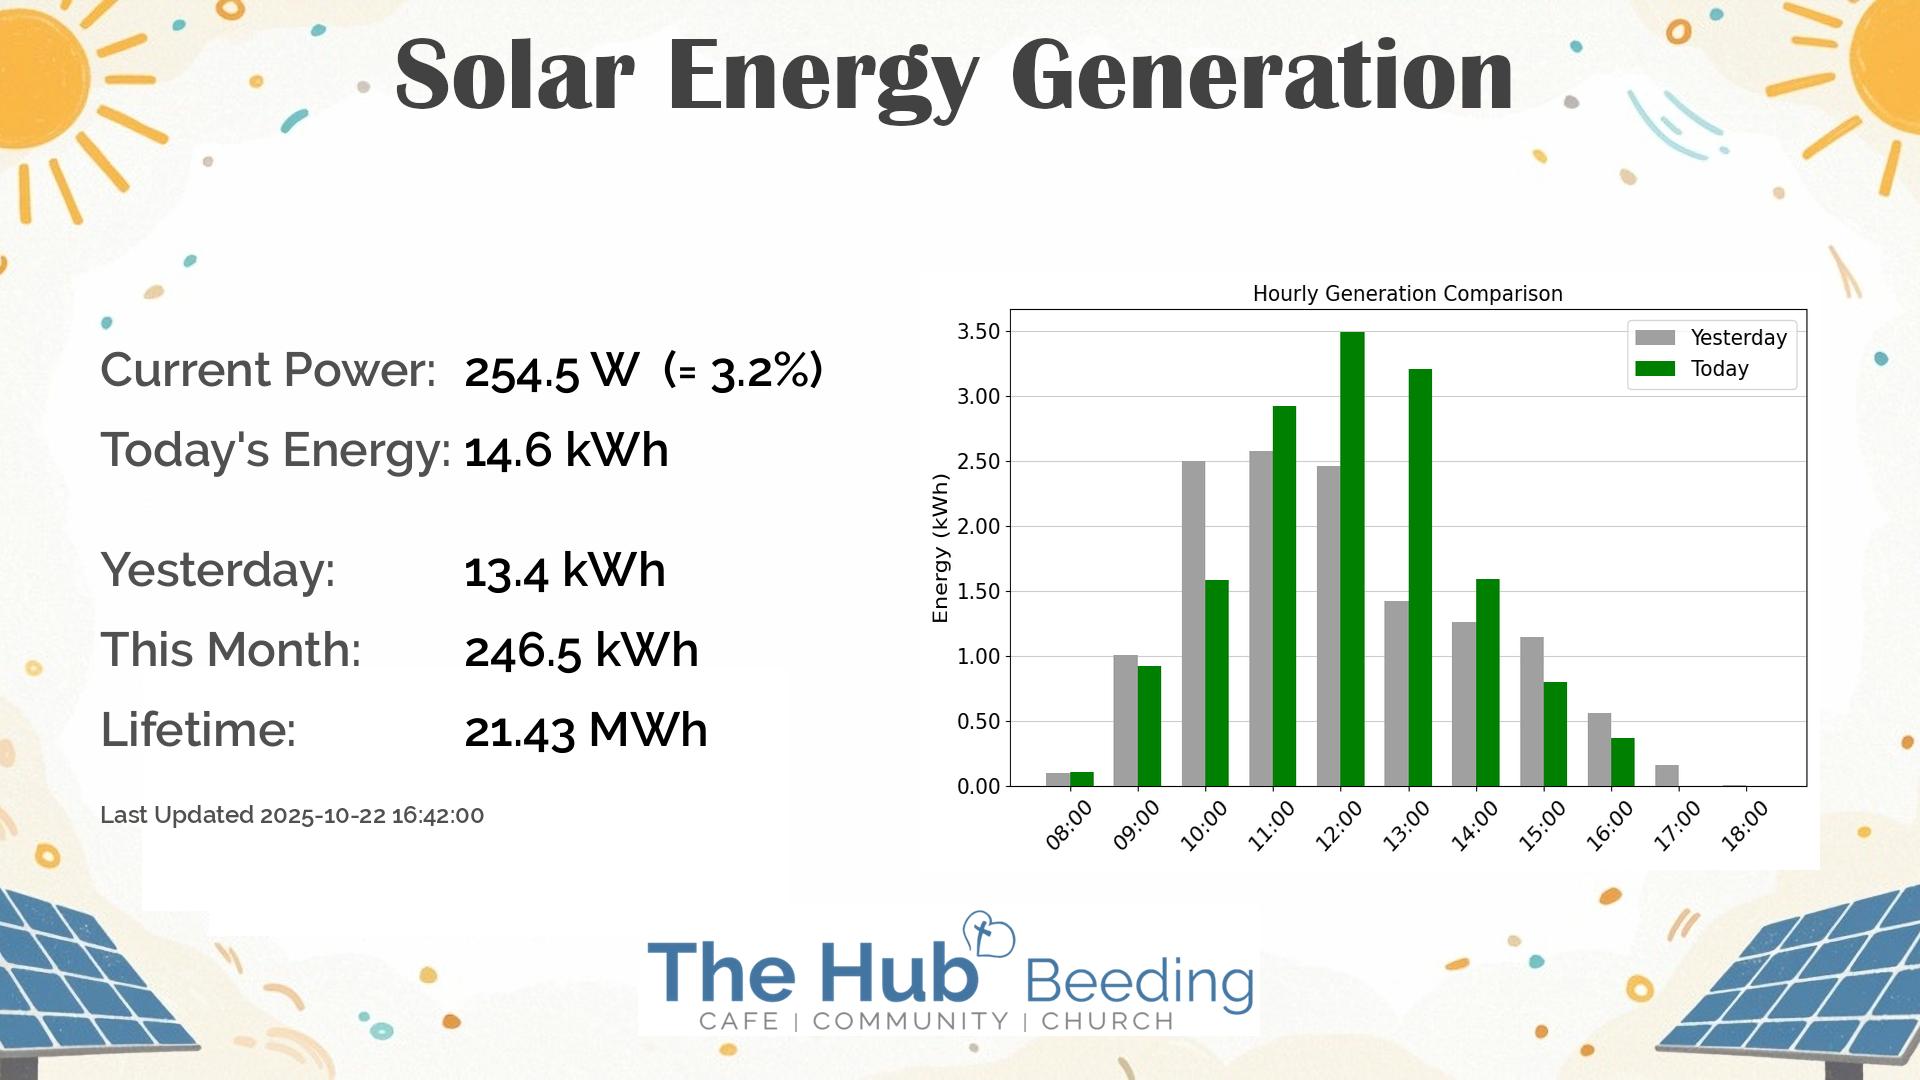 Solar Energy Generation
Current Power: 254.5 W (= 3.2%)
Today's Energy: 14.6 kWh
Yesterday: 13.4 kWh
This Month: 246.5 kWh
Lifetime: 21.43 MWh
Last Updated 2025-10-22 16:42:00
Hourly Generation Comparison
Yesterday
Today
Energy (kWh)
3.50
3.00
2.50
2.00
1.50
1.00
0.50
0.00
08:00 09:00 10:00 11:00 12:00 13:00 14:00 15:00 16:00 17:00 18:00
The Hub Beeding
CAFE | COMMUNITY | CHURCH